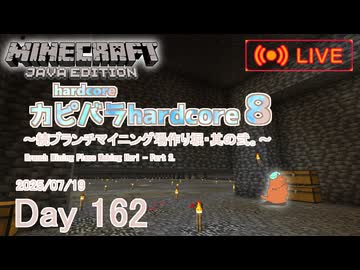 MINECRAFT
JAVA EDITION
LIVE
hardcore
カピバラhardcore 8
～続ブランチマイニング場作り編・其の弐。～
Branch Mining Place Making Hari - Part 2.
2025/07/19
Day 162